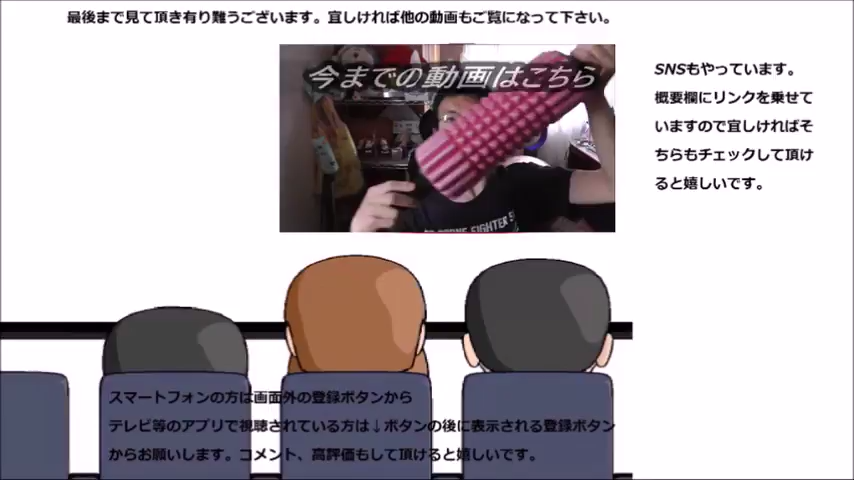 最後まで見て頂き有り難うございます。宜しければ他の動画もご覧になって下さい。
今までの動画はこちら
SNSもやっています。
概要欄にリンクを乗せて
いますので宜しければそ
ちらもチェックして頂け
ると嬉しいです。
FIGHTER
スマートフォンの方は画面外の登録ボタンから
テレビ等のアプリで視聴されている方は↓ボタンの後に表示される登録ボタン
からお願いします。コメント、高評価もして頂けると嬉しいです。